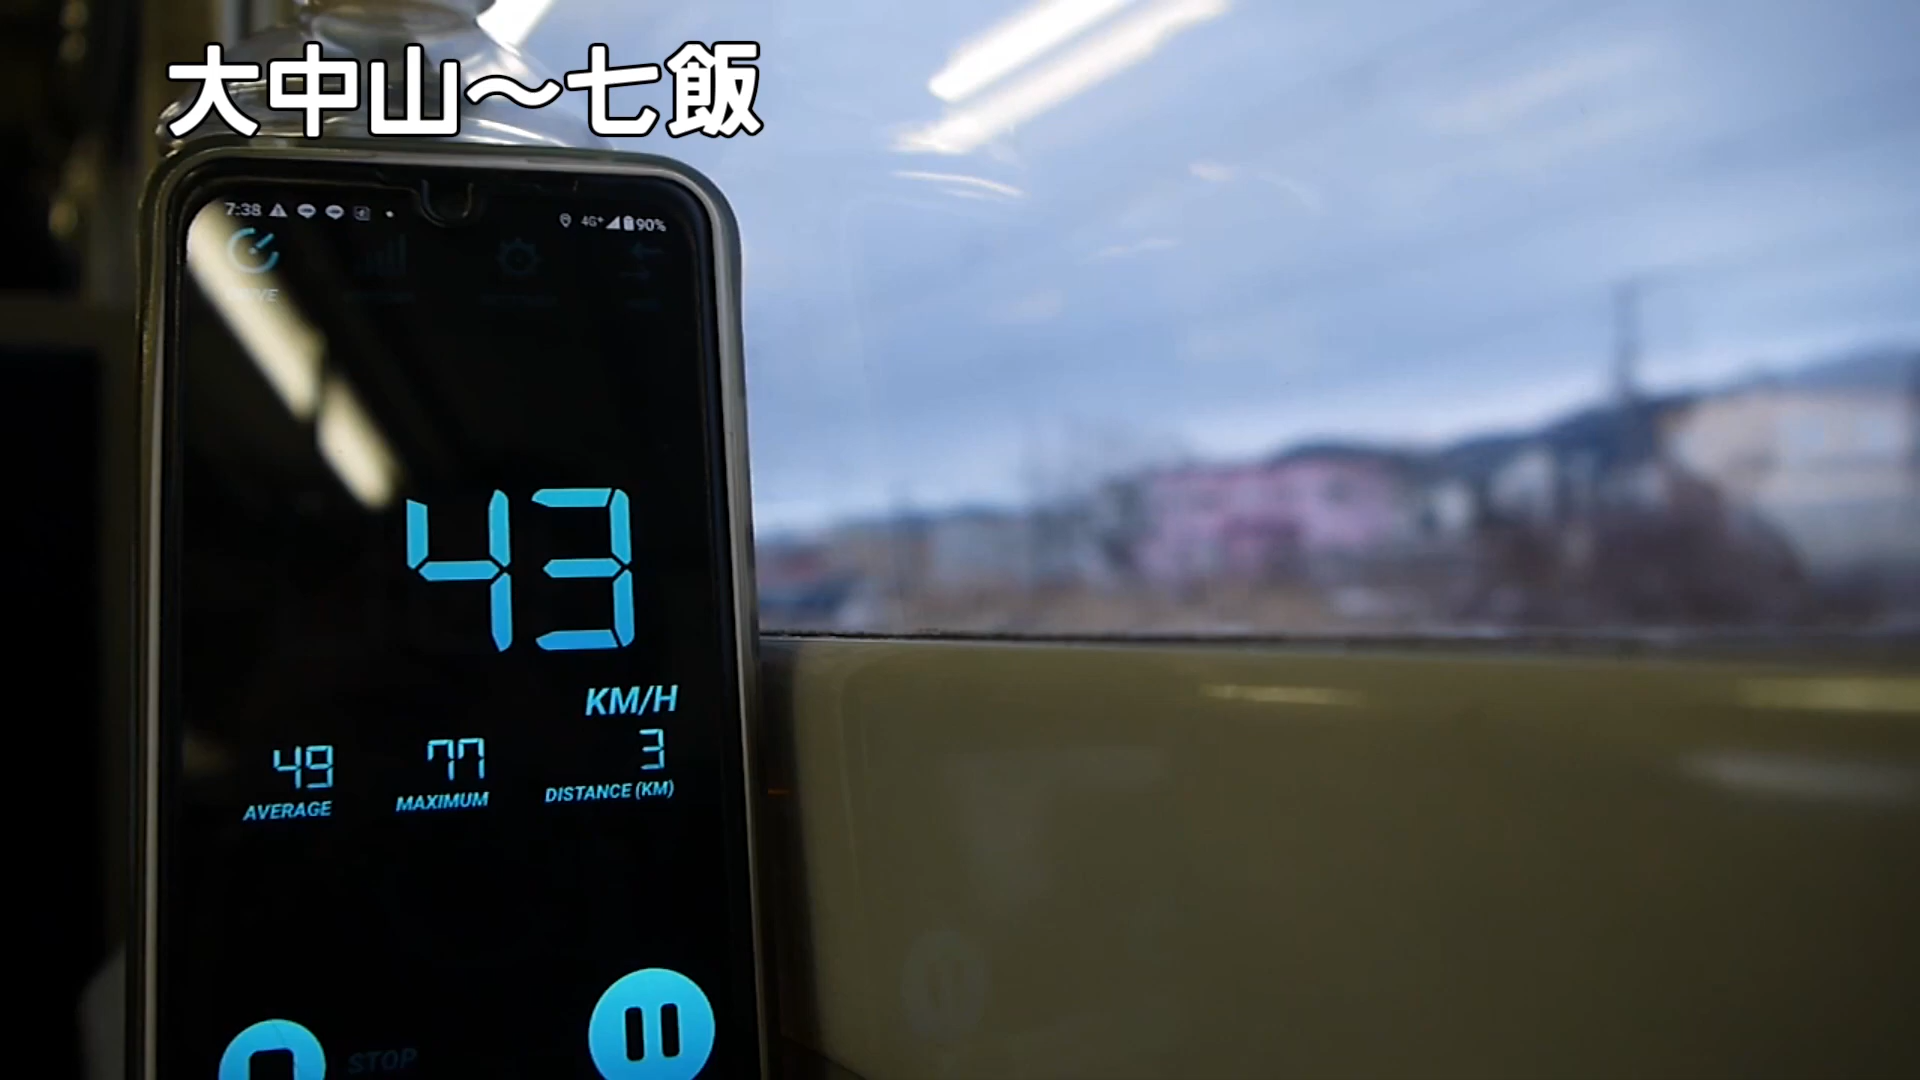 大中山〜七飯
7:38 4G+ 90%
43
KM/H
49 77 3
AVERAGE MAXIMUM DISTANCE (KM)
STOP